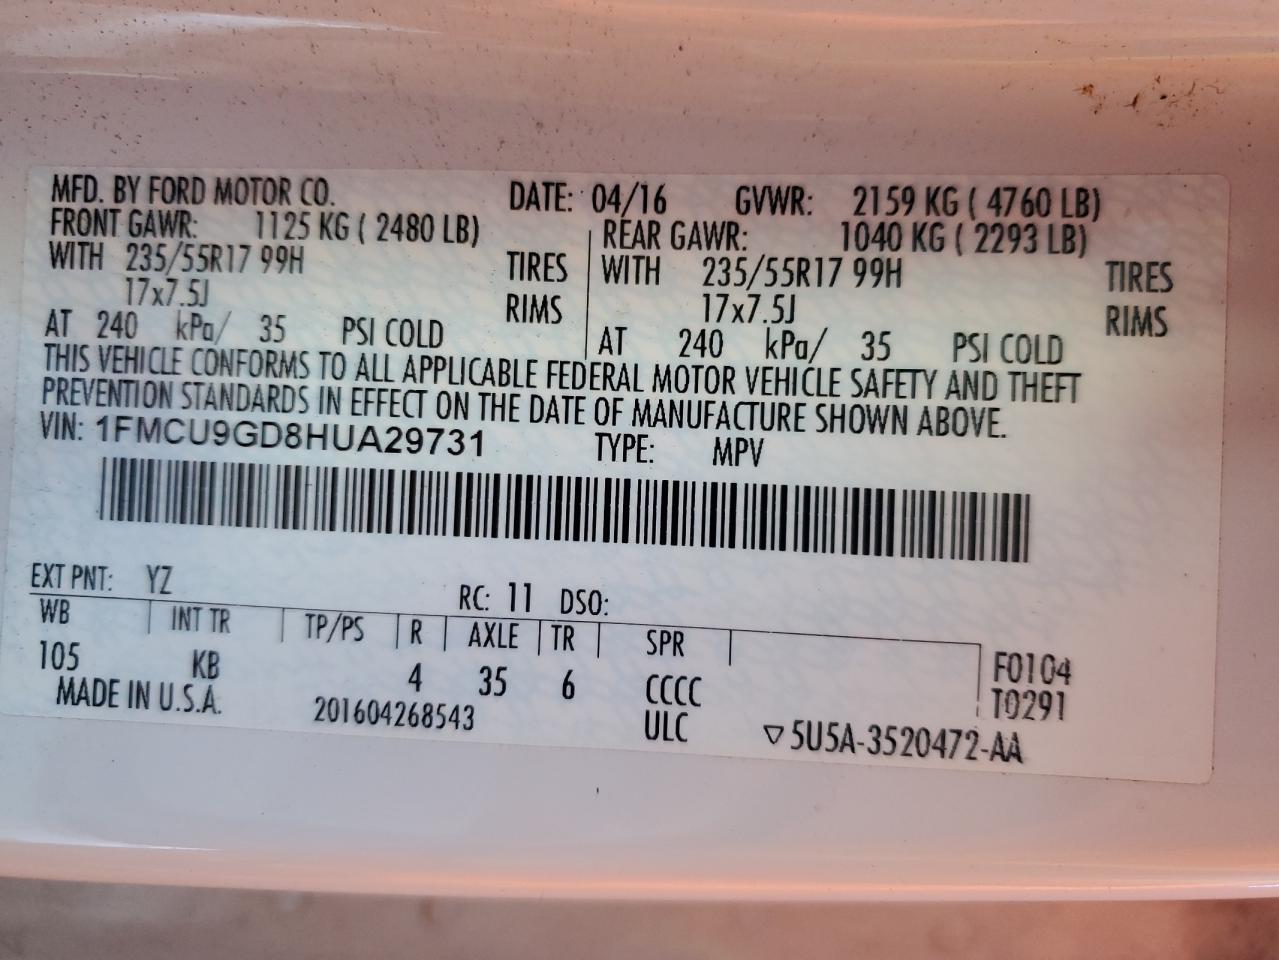 MFD. BY FORD MOTOR CO. DATE: 04/16 GVWR: 2159 KG ( 4760 LB)
FRONT GAWR: 1125 KG ( 2480 LB) REAR GAWR: 1040 KG ( 2293 LB)
WITH 235/55R17 99H TIRES WITH 235/55R17 99H TIRES
17x7.5J RIMS 17x7.5J RIMS
AT 240 kPa/ 35 PSI COLD AT 240 kPa/ 35 PSI COLD
THIS VEHICLE CONFORMS TO ALL APPLICABLE FEDERAL MOTOR VEHICLE SAFETY AND THEFT
PREVENTION STANDARDS IN EFFECT ON THE DATE OF MANUFACTURE SHOWN ABOVE.
VIN: 1FMCU9GD8HUA29731 TYPE: MPV
EXT PNT: YZ RC: 11 DSO:
WB INT TR TP/PS R AXLE TR SPR
105 KB 4 35 6 CCCC F0104
MADE IN U.S.A. 201604268543 ULC T0291
▽5U5A-3520472-AA